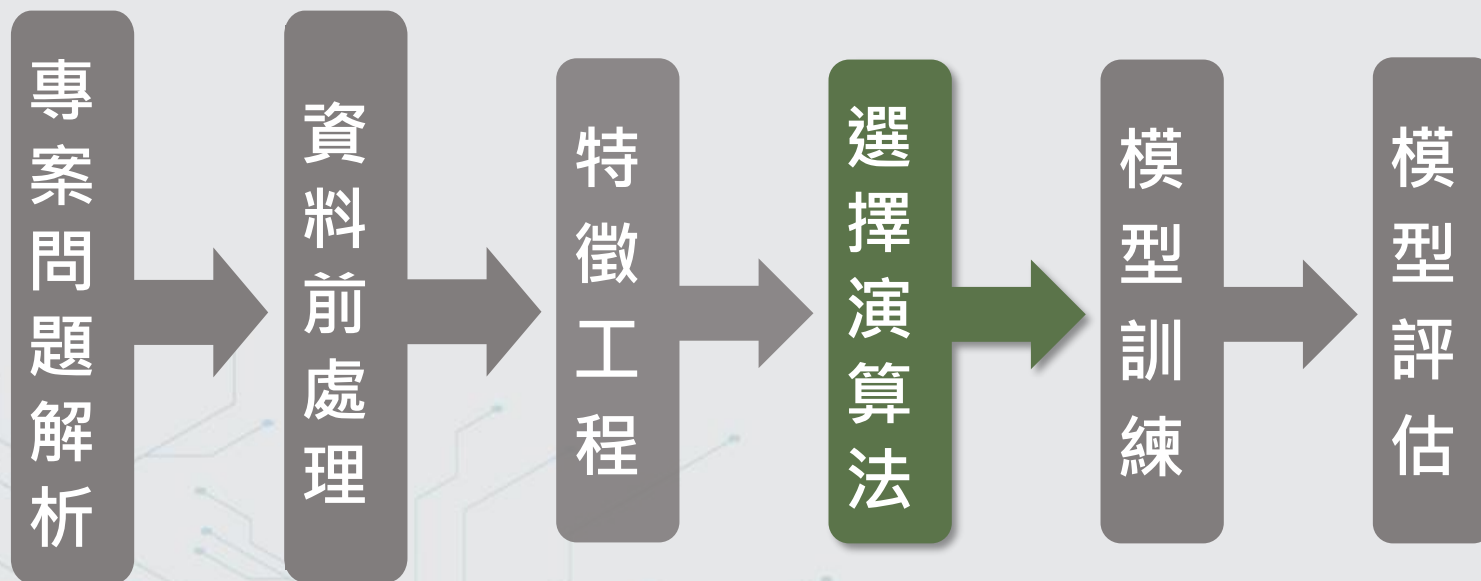 專案問題解析
資料前處理
特徵工程
選擇演算法
模型訓練
模型評估